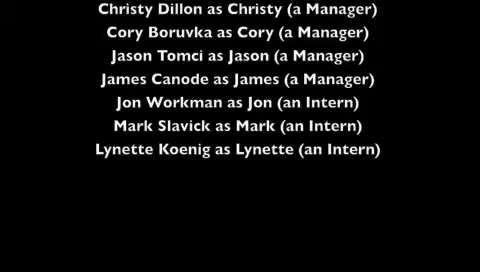 Christy Dillon as Christy (a Manager)
Cory Boruvka as Cory (a Manager)
Jason Tomci as Jason (a Manager)
James Canode as James (a Manager)
Jon Workman as Jon (an Intern)
Mark Slavick as Mark (an Intern)
Lynette Koenig as Lynette (an Intern)